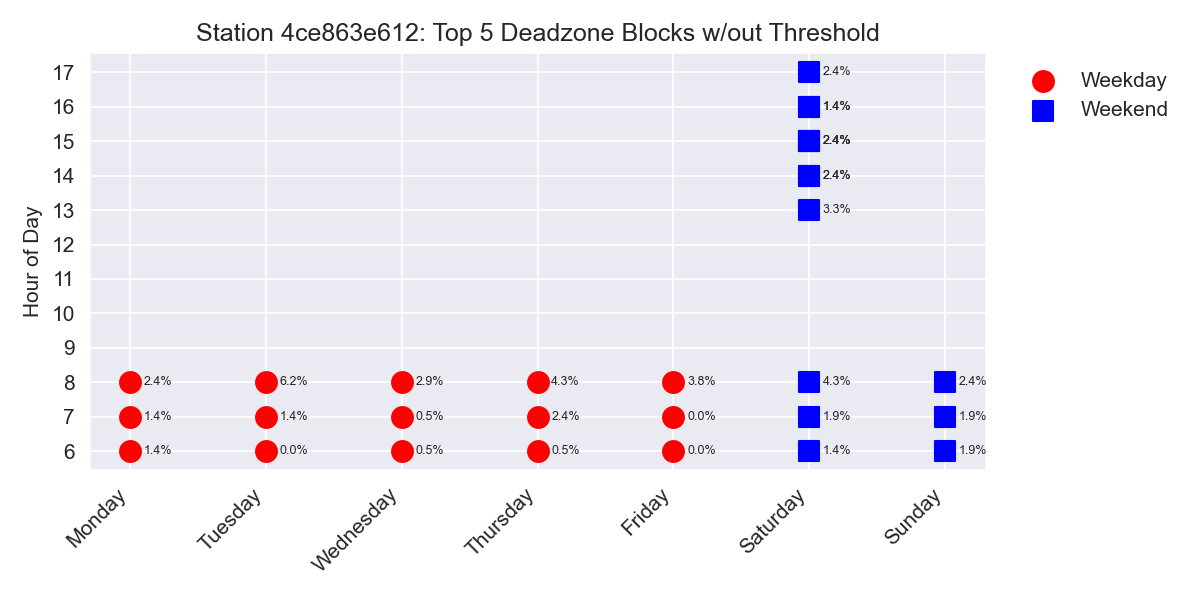 Station 4ce863e612: Top 5 Deadzone Blocks w/out Threshold
Weekday
Weekend
Hour of Day
17 2.4%
16 1.4%
15 2.4%
14 2.4%
13 3.3%
12
11
10
9
8 2.4% 6.2% 2.9% 4.3% 3.8% 4.3% 2.4%
7 1.4% 1.4% 0.5% 2.4% 0.0% 1.9% 1.9%
6 1.4% 0.0% 0.5% 0.5% 0.0% 1.4% 1.9%
Monday Tuesday Wednesday Thursday Friday Saturday Sunday